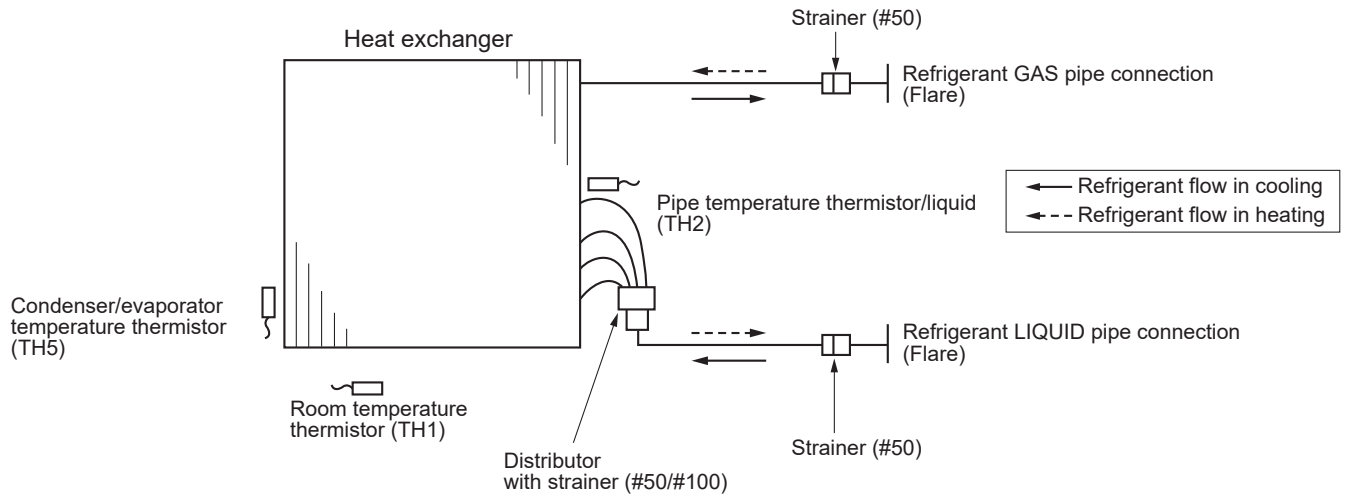 Strainer (#50)
Heat exchanger
Refrigerant GAS pipe connection
(Flare)
Pipe temperature thermistor/liquid
(TH2)
Refrigerant flow in cooling
Refrigerant flow in heating
Condenser/evaporator
temperature thermistor
(TH5)
Refrigerant LIQUID pipe connection
(Flare)
Room temperature
thermistor (TH1)
Strainer (#50)
Distributor
with strainer (#50/#100)